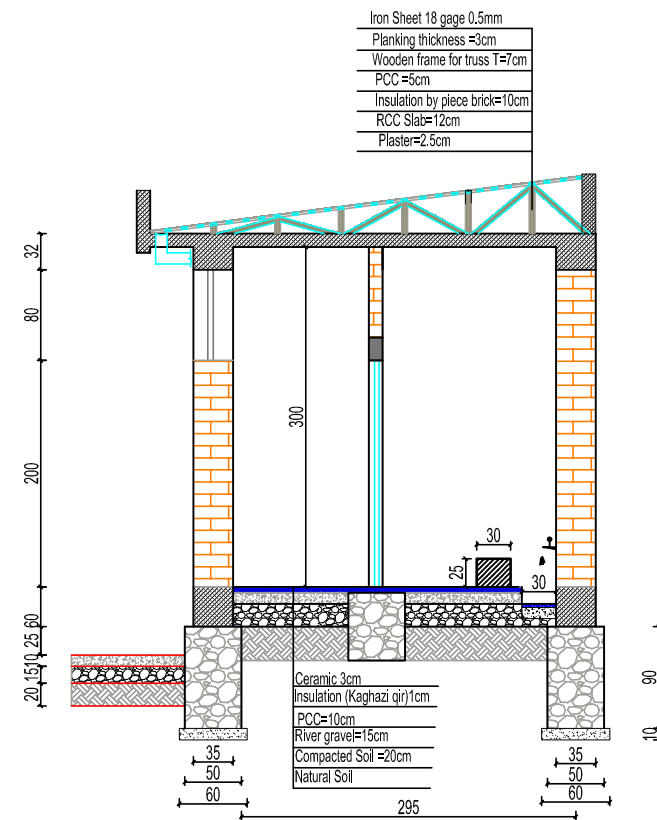 Iron Sheet 18 gage 0.5mm
Planking thickness =3cm
Wooden frame for truss T=7cm
PCC =5cm
Insulation by piece brick=10cm
RCC Slab=12cm
Plaster=2.5cm
32
80
200
60
25
10
15
20
300
30
25
30
90
10
Ceramic 3cm
Insulation (Kaghazi qir)1cm
PCC=10cm
River gravel=15cm
Compacted Soil =20cm
Natural Soil
35
50
60
35
50
60
295